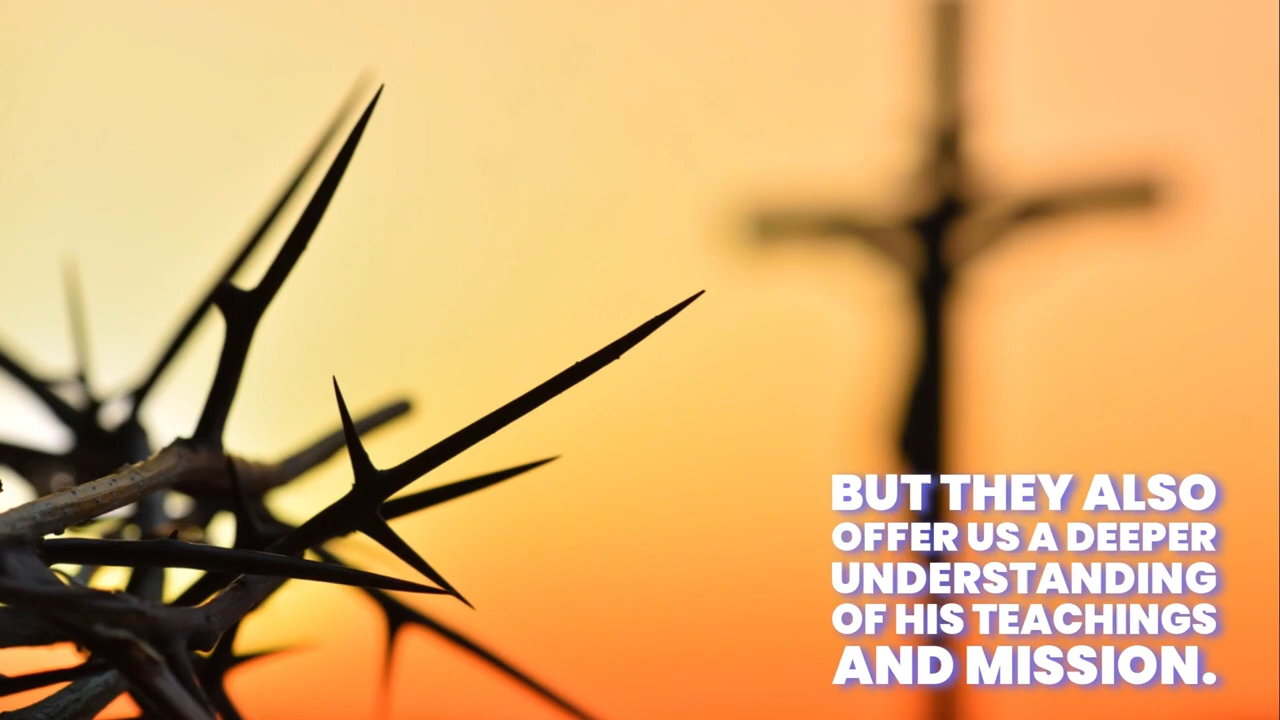 BUT THEY ALSO
OFFER US A DEEPER
UNDERSTANDING
OF HIS TEACHINGS
AND MISSION.